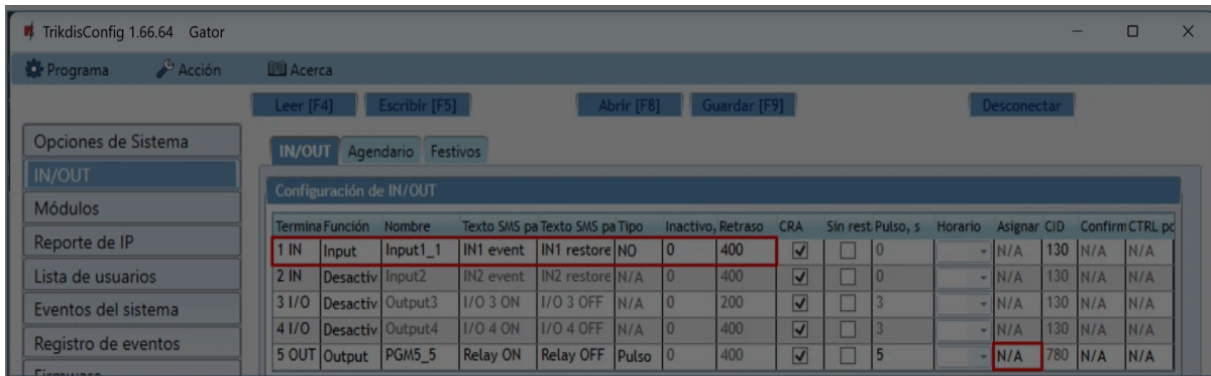 TrikdisConfig 1.66.64 Gator
Programa Acción Acerca
Leer [F4] Escribir [F5] Abrir [F8] Guardar [F9] Desconectar
Opciones de Sistema
IN/OUT
Módulos
Reporte de IP
Lista de usuarios
Eventos del sistema
Registro de eventos
Firmware
IN/OUT Agendario Festivos
Configuración de IN/OUT
Termina Función Nombre Texto SMS pa Texto SMS pa Tipo Inactivo, Retraso CRA Sin rest Pulso, s Horario Asignar CID Confirm CTRL po
1 IN Input Input1_1 IN1 event IN1 restore NO 0 400 0 N/A 130 N/A N/A
2 IN Desactiv Input2 IN2 event IN2 restore N/A 0 400 0 N/A 130 N/A N/A
3 I/O Desactiv Output3 I/O 3 ON I/O 3 OFF N/A 0 200 3 N/A 130 N/A N/A
4 I/O Desactiv Output4 I/O 4 ON I/O 4 OFF N/A 0 400 3 N/A 130 N/A N/A
5 OUT Output PGM5_5 Relay ON Relay OFF Pulso 0 400 5 N/A 780 N/A N/A